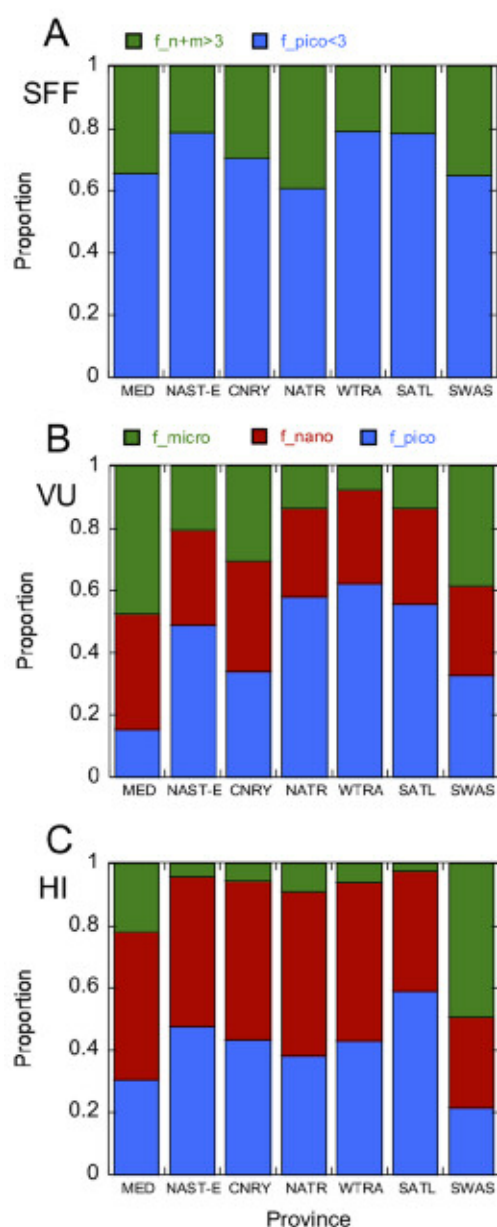 A
f_n+m>3 f_pico<3
SFF
1
0.8
0.6
0.4
0.2
0
Proportion
MED NAST-E CNRY NATR WTRA SATL SWAS
B
f_micro f_nano f_pico
VU
1
0.8
0.6
0.4
0.2
0
Proportion
MED NAST-E CNRY NATR WTRA SATL SWAS
C
HI
1
0.8
0.6
0.4
0.2
0
Proportion
MED NAST-E CNRY NATR WTRA SATL SWAS
Province